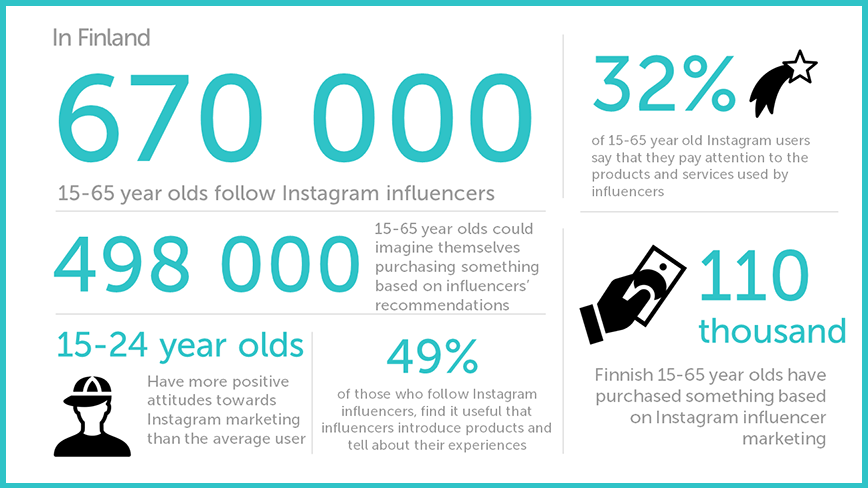 In Finland
670 000
15-65 year olds follow Instagram influencers
498 000
15-65 year olds could
imagine themselves
purchasing something
based on influencers’
recommendations
15-24 year olds
Have more positive
attitudes towards
Instagram marketing
than the average user
49%
of those who follow Instagram
influencers, find it useful that
influencers introduce products and
tell about their experiences
32%
of 15-65 year old Instagram users
say that they pay attention to the
products and services used by
influencers
110
thousand
Finnish 15-65 year olds have
purchased something based
on Instagram influencer
marketing